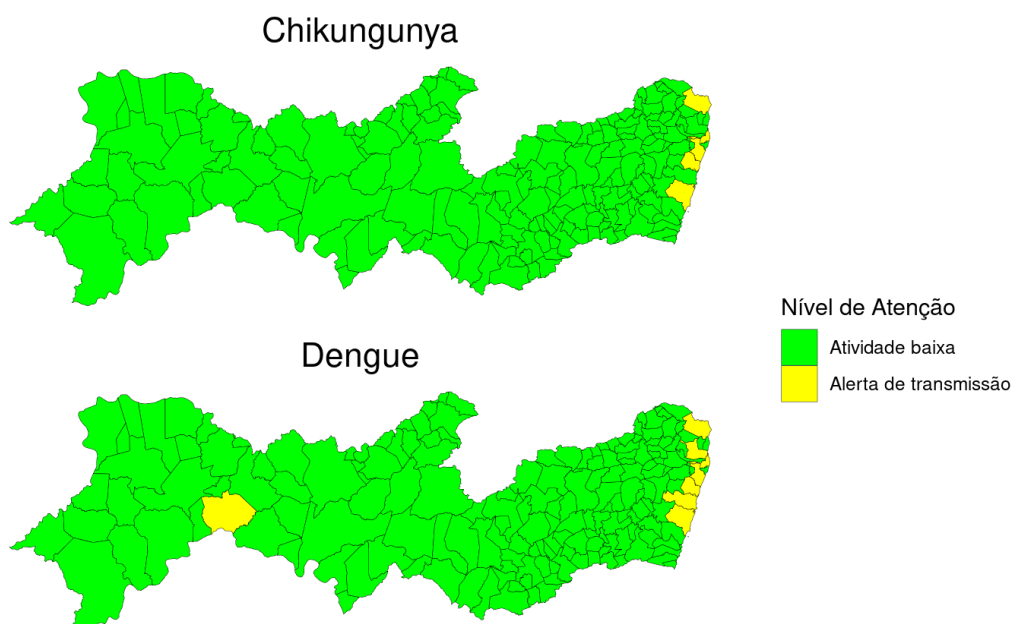 Chikungunya
Dengue
Nível de Atenção
Atividade baixa
Alerta de transmissão